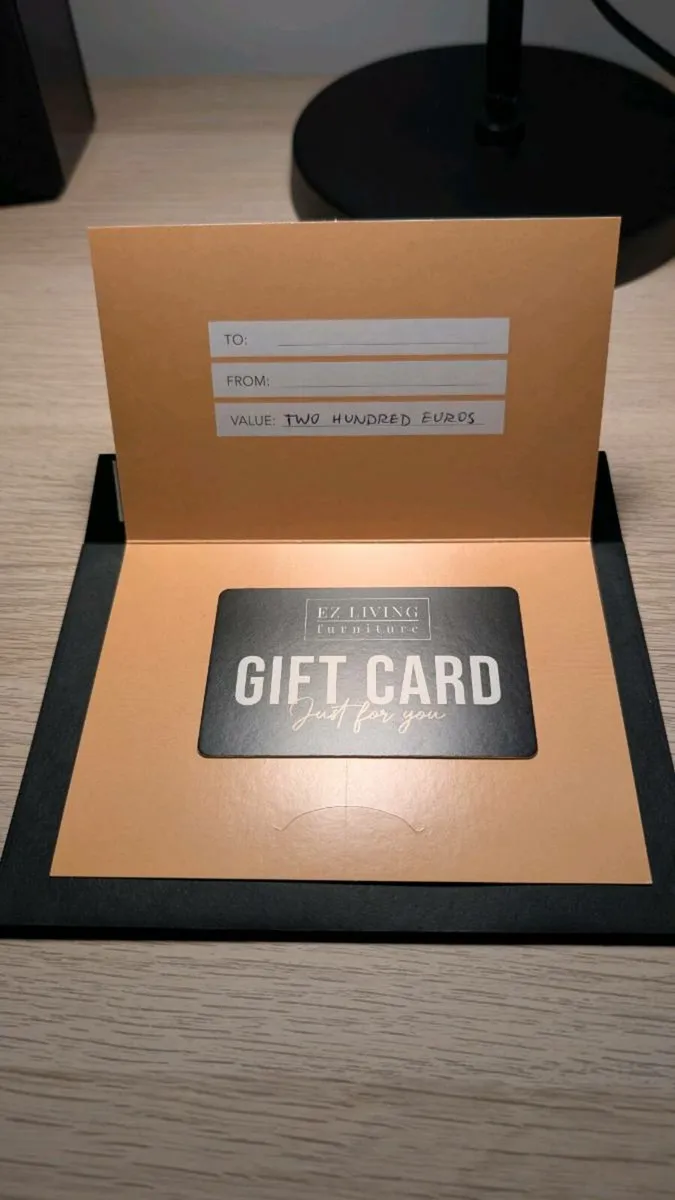 TO:
FROM:
VALUE: TWO HUNDRED EUROS
EZ LIVING
furniture
GIFT CARD
Just for you